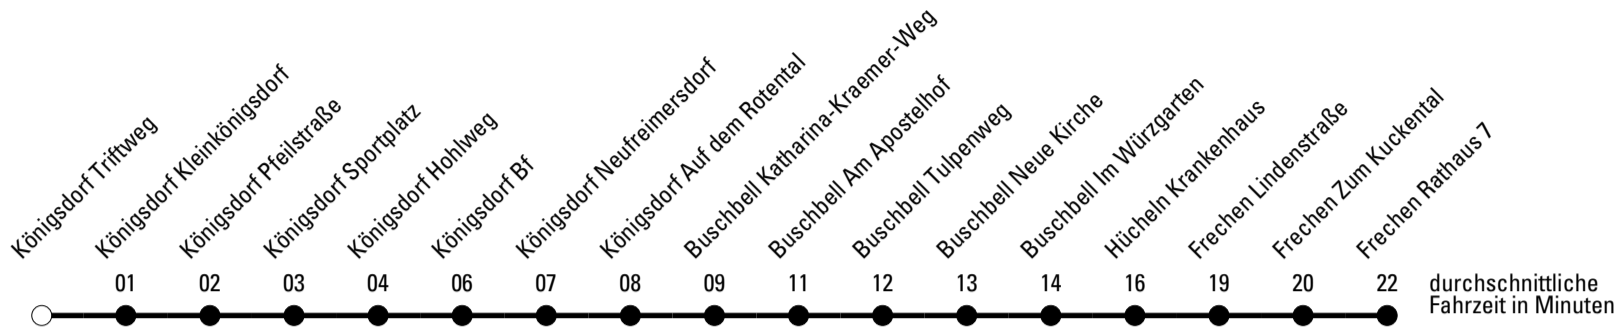 Königsdorf Triftweg
Königsdorf Kleinkönigsdorf
Königsdorf Pfeilstraße
Königsdorf Sportplatz
Königsdorf Hohlweg
Königsdorf Bf
Königsdorf Neufreimersdorf
Königsdorf Auf dem Rotental
Buschbell Katharina-Kraemer-Weg
Buschbell Am Apostelhof
Buschbell Tulpenweg
Buschbell Neue Kirche
Buschbell Im Würzgarten
Hücheln Krankenhaus
Frechen Lindenstraße
Frechen Zum Kuckental
Frechen Rathaus 7
01 02 03 04 06 07 08 09 11 12 13 14 16 19 20 22
durchschnittliche
Fahrzeit in Minuten